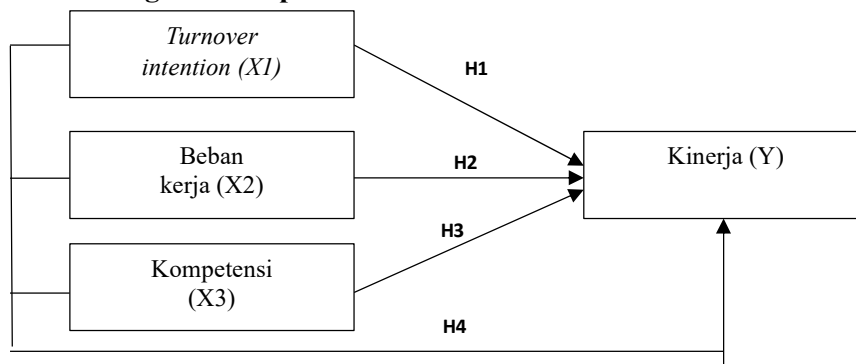 Turnover
intention (X1)
H1
Beban
kerja (X2)
H2
Kinerja (Y)
H3
Kompetensi
(X3)
H4